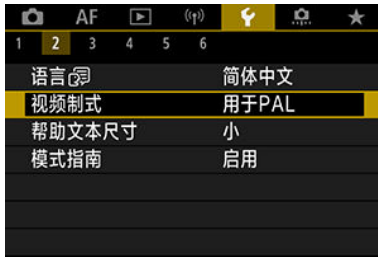 AF
1 2 3 4 5 6
语言 简体中文
视频制式 用于PAL
帮助文本尺寸 小
模式指南 启用